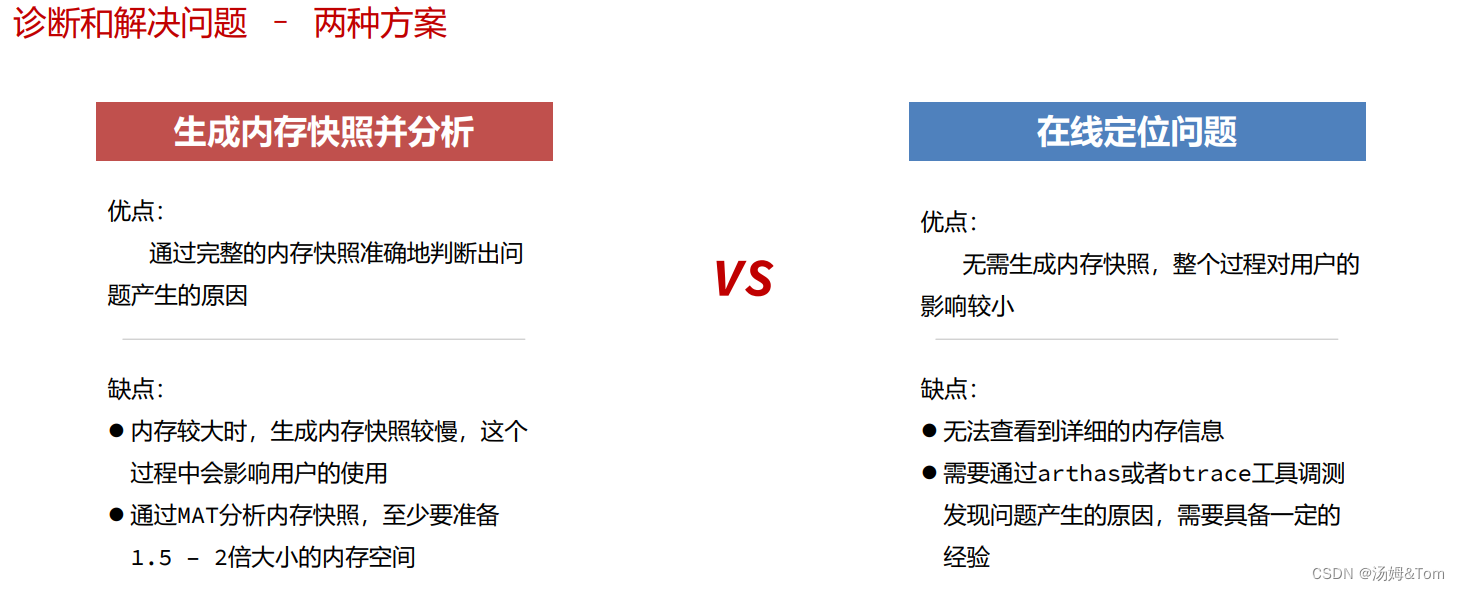 诊断和解决问题 - 两种方案
生成内存快照并分析
优点：
通过完整的内存快照准确地判断出问
题产生的原因
缺点：
● 内存较大时，生成内存快照较慢，这个
过程中会影响用户的使用
● 通过MAT分析内存快照，至少要准备
1.5 – 2倍大小的内存空间
VS
在线定位问题
优点：
无需生成内存快照，整个过程对用户的
影响较小
缺点：
● 无法查看到详细的内存信息
● 需要通过arthas或者btrace工具调测
发现问题产生的原因，需要具备一定的
经验
CSDN @汤姆&Tom